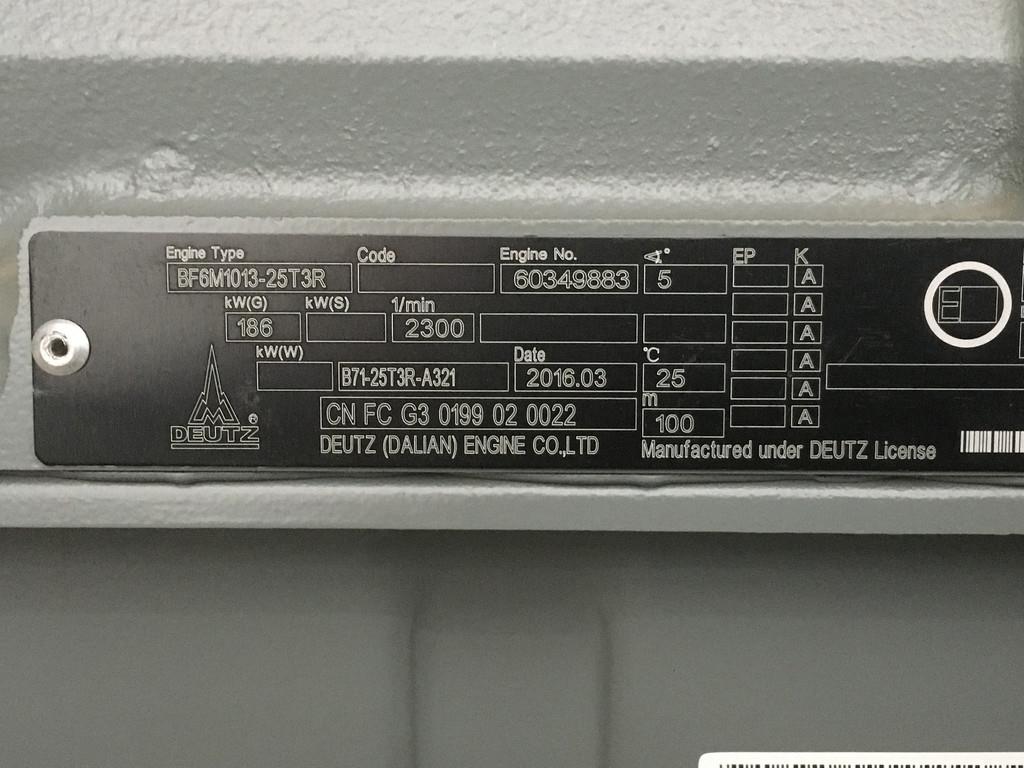 Engine Type Code Engine No. ∢° EP K
BF6M1013-25T3R 60349883 5 A
kW(G) kW(S) 1/min A
186 2300 A
kW(W) Date °C A
B71-25T3R-A321 2016.03 25 A
m
CN FC G3 0199 02 0022 100 A
DEUTZ ®
DEUTZ (DALIAN) ENGINE CO.,LTD Manufactured under DEUTZ License